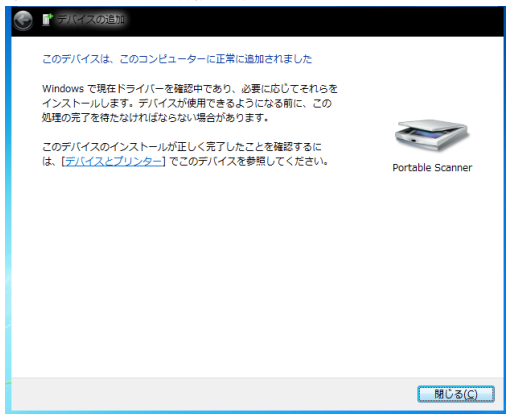 デバイスの追加
このデバイスは、このコンピューターに正常に追加されました
Windows で現在ドライバーを確認中であり、必要に応じてそれらを
インストールします。デバイスが使用できるようになる前に、この
処理の完了を待たなければならない場合があります。
このデバイスのインストールが正しく完了したことを確認するに
は、[デバイスとプリンター] でこのデバイスを参照してください。
Portable Scanner
閉じる(C)